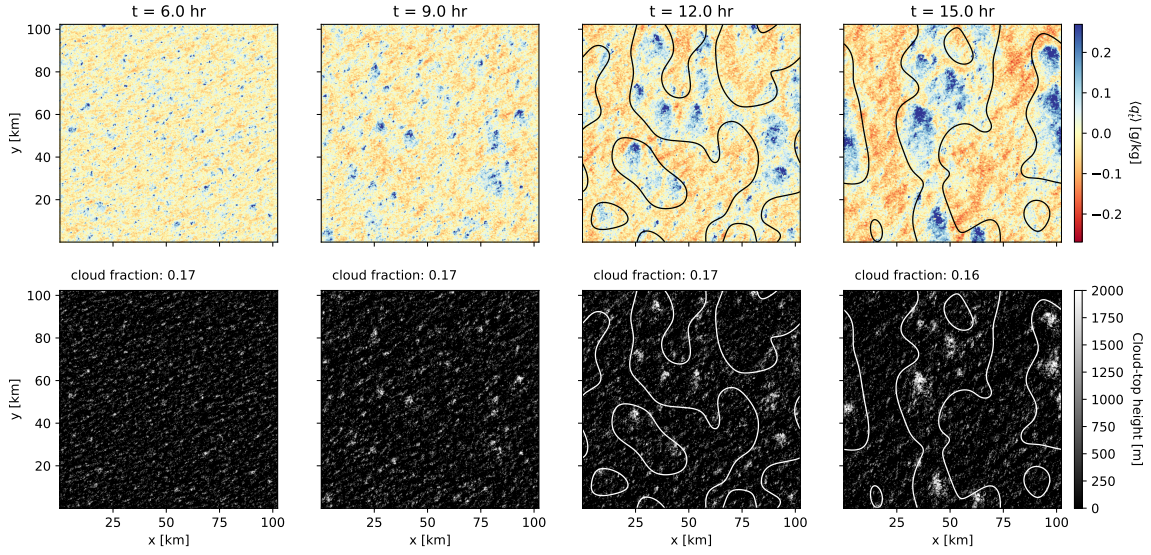 t = 6.0 hr
t = 9.0 hr
t = 12.0 hr
t = 15.0 hr
100
80
60
40
20
y [km]
0.2
0.1
0.0
−0.1
−0.2
⟨q_t′⟩ [g/kg]
cloud fraction: 0.17
cloud fraction: 0.17
cloud fraction: 0.17
cloud fraction: 0.16
100
80
60
40
20
y [km]
2000
1750
1500
1250
1000
750
500
250
0
Cloud-top height [m]
25 50 75 100
25 50 75 100
25 50 75 100
25 50 75 100
x [km]
x [km]
x [km]
x [km]